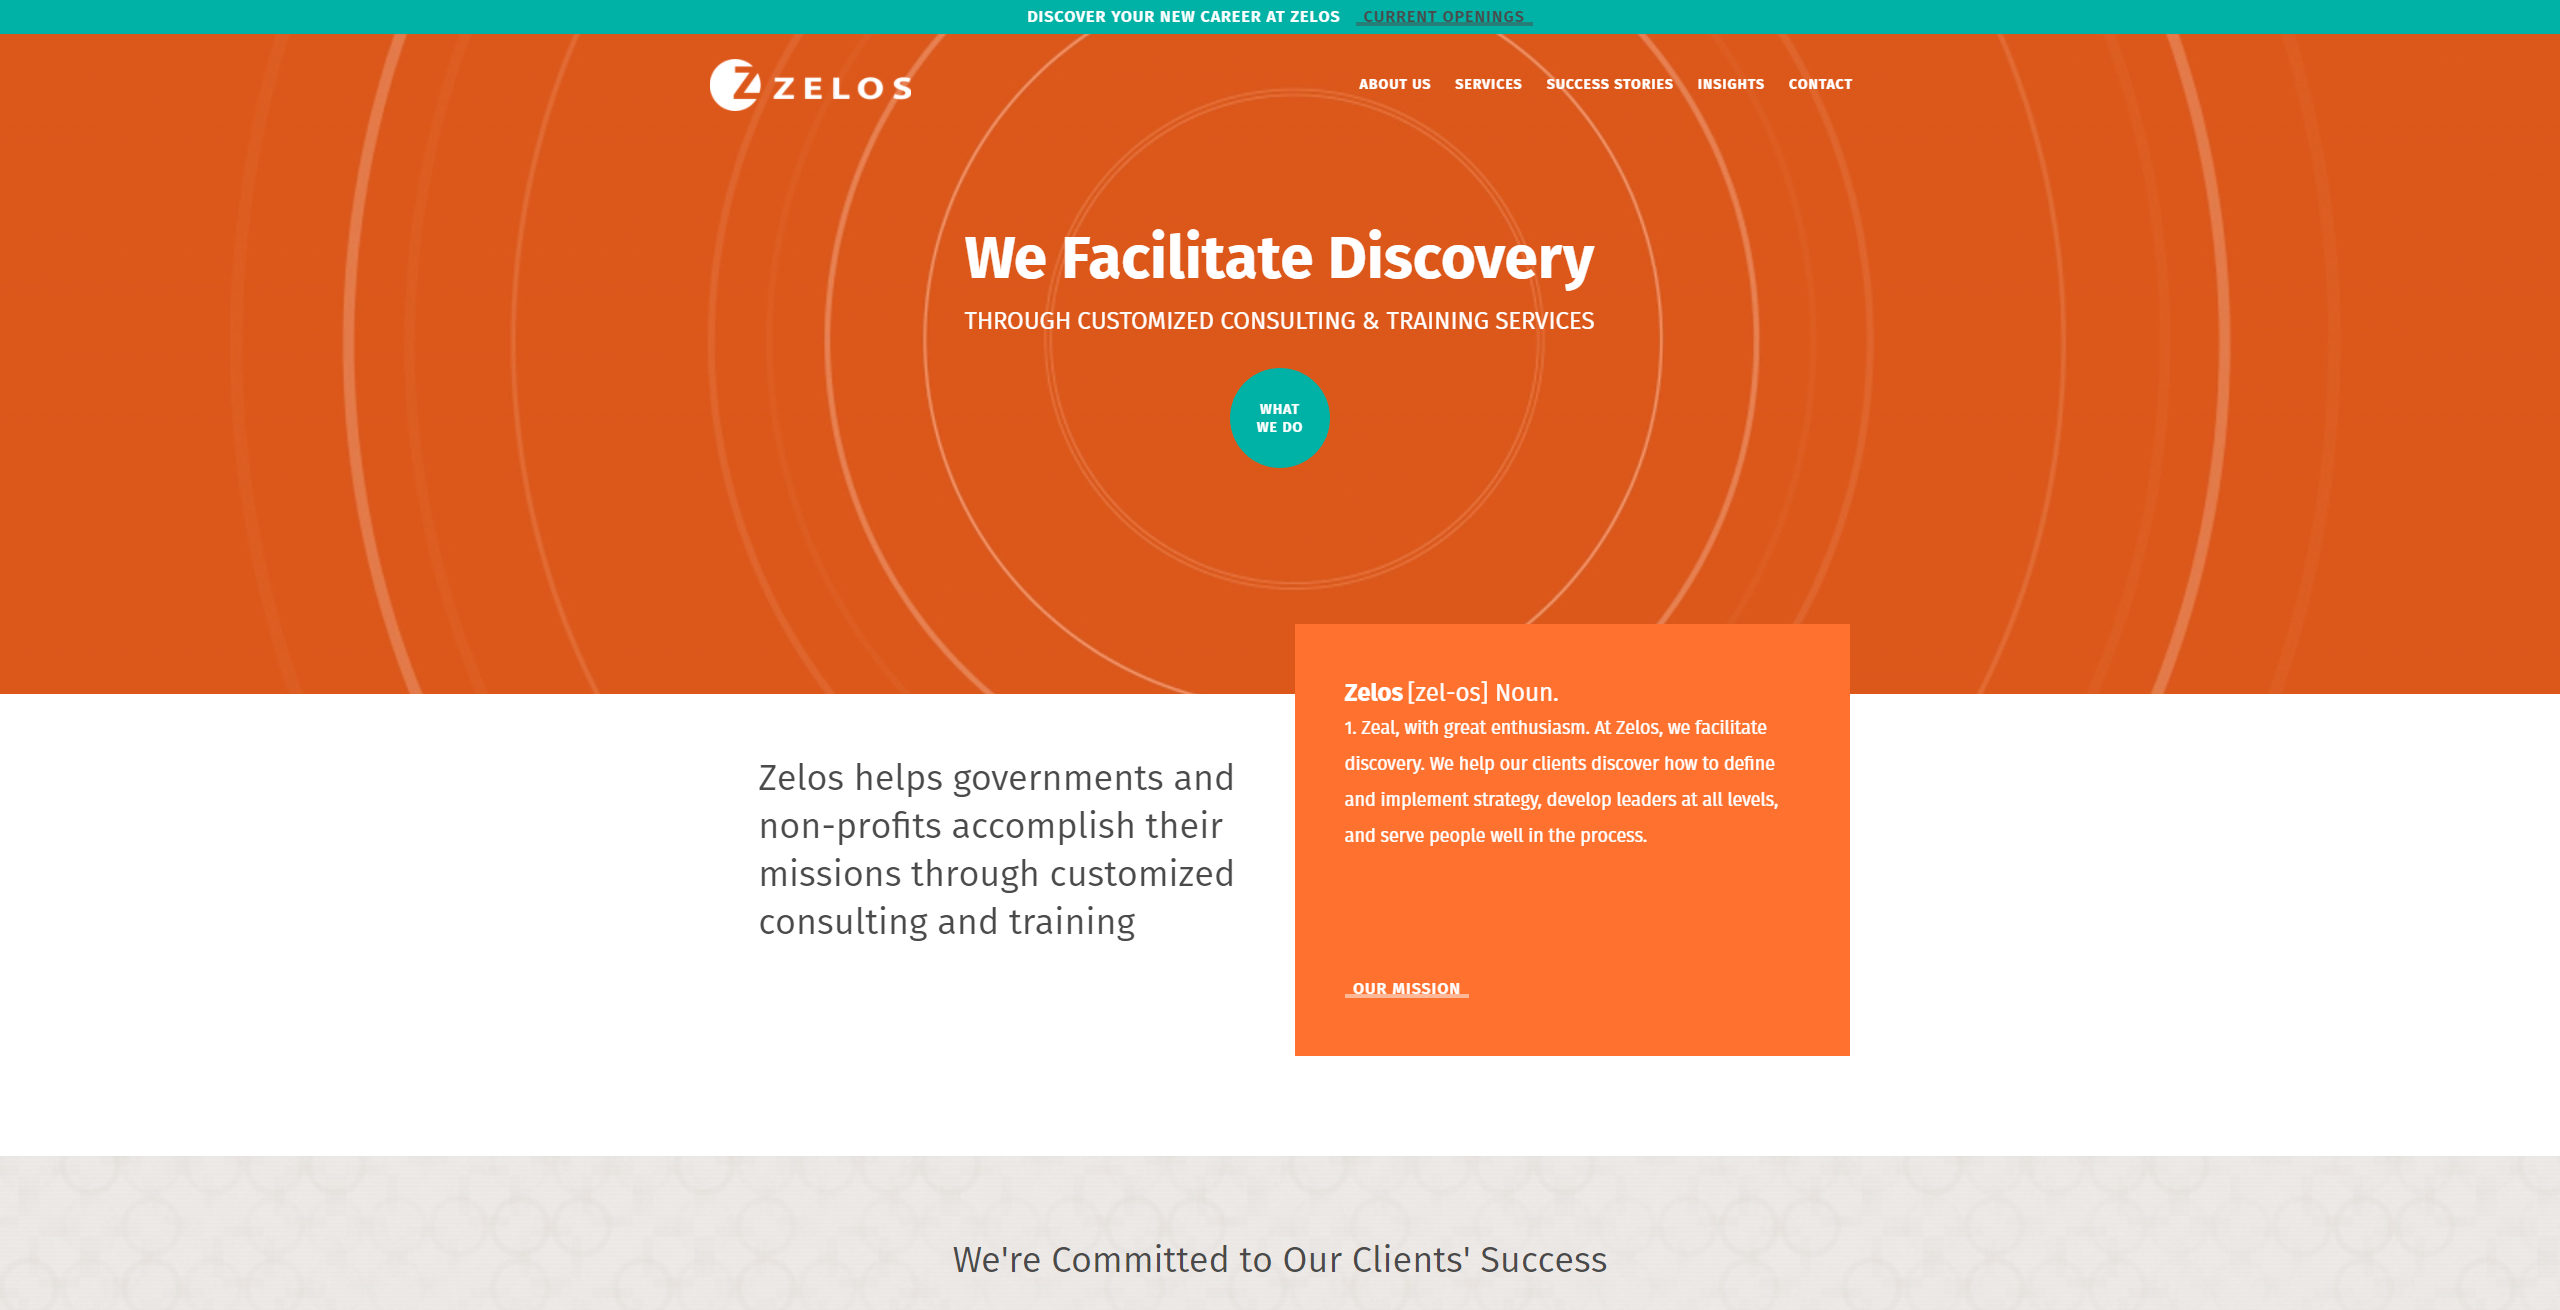 DISCOVER YOUR NEW CAREER AT ZELOS CURRENT OPENINGS
Z ZELOS
ABOUT US SERVICES SUCCESS STORIES INSIGHTS CONTACT
We Facilitate Discovery
THROUGH CUSTOMIZED CONSULTING & TRAINING SERVICES
WHAT
WE DO
Zelos helps governments and
non-profits accomplish their
missions through customized
consulting and training
Zelos [zel-os] Noun.
1. Zeal, with great enthusiasm. At Zelos, we facilitate
discovery. We help our clients discover how to define
and implement strategy, develop leaders at all levels,
and serve people well in the process.
OUR MISSION
We're Committed to Our Clients' Success